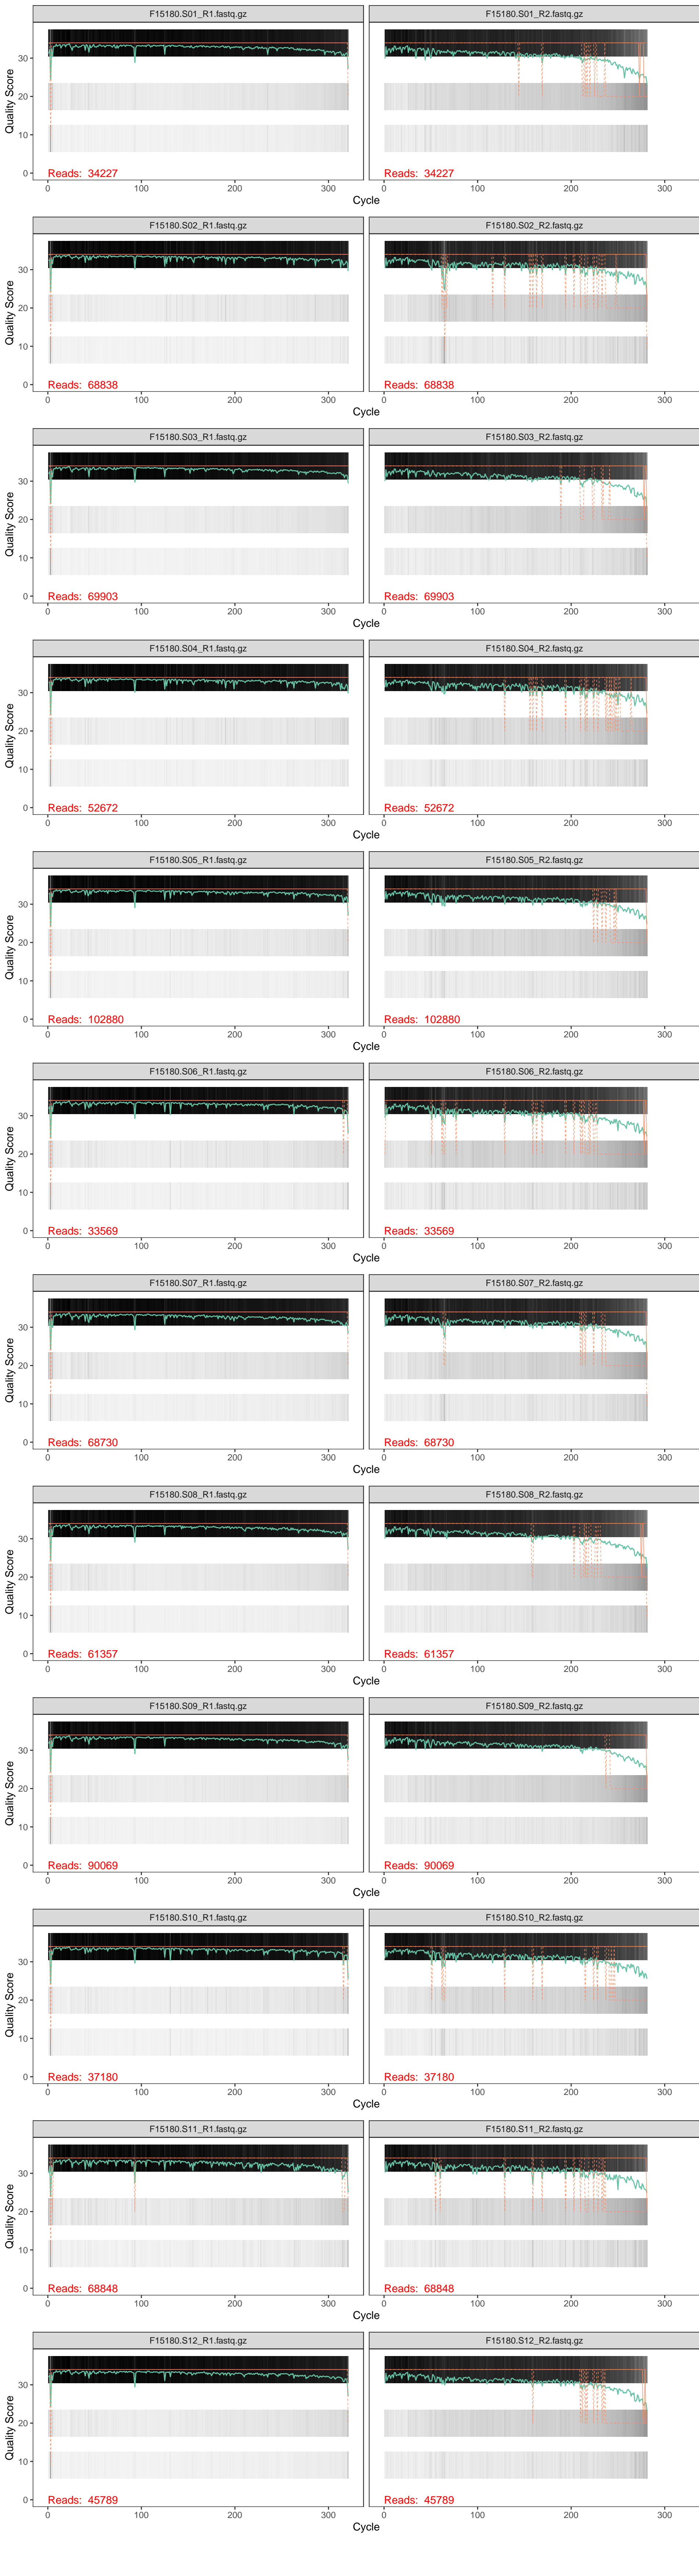 F15180.S01_R1.fastq.gz F15180.S01_R2.fastq.gz
Quality Score
30
20
10
0
Reads: 34227 Reads: 34227
0 100 200 300 0 100 200 300
Cycle
F15180.S02_R1.fastq.gz F15180.S02_R2.fastq.gz
Quality Score
30
20
10
0
Reads: 68838 Reads: 68838
0 100 200 300 0 100 200 300
Cycle
F15180.S03_R1.fastq.gz F15180.S03_R2.fastq.gz
Quality Score
30
20
10
0
Reads: 69903 Reads: 69903
0 100 200 300 0 100 200 300
Cycle
F15180.S04_R1.fastq.gz F15180.S04_R2.fastq.gz
Quality Score
30
20
10
0
Reads: 52672 Reads: 52672
0 100 200 300 0 100 200 300
Cycle
F15180.S05_R1.fastq.gz F15180.S05_R2.fastq.gz
Quality Score
30
20
10
0
Reads: 102880 Reads: 102880
0 100 200 300 0 100 200 300
Cycle
F15180.S06_R1.fastq.gz F15180.S06_R2.fastq.gz
Quality Score
30
20
10
0
Reads: 33569 Reads: 33569
0 100 200 300 0 100 200 300
Cycle
F15180.S07_R1.fastq.gz F15180.S07_R2.fastq.gz
Quality Score
30
20
10
0
Reads: 68730 Reads: 68730
0 100 200 300 0 100 200 300
Cycle
F15180.S08_R1.fastq.gz F15180.S08_R2.fastq.gz
Quality Score
30
20
10
0
Reads: 61357 Reads: 61357
0 100 200 300 0 100 200 300
Cycle
F15180.S09_R1.fastq.gz F15180.S09_R2.fastq.gz
Quality Score
30
20
10
0
Reads: 90069 Reads: 90069
0 100 200 300 0 100 200 300
Cycle
F15180.S10_R1.fastq.gz F15180.S10_R2.fastq.gz
Quality Score
30
20
10
0
Reads: 37180 Reads: 37180
0 100 200 300 0 100 200 300
Cycle
F15180.S11_R1.fastq.gz F15180.S11_R2.fastq.gz
Quality Score
30
20
10
0
Reads: 68848 Reads: 68848
0 100 200 300 0 100 200 300
Cycle
F15180.S12_R1.fastq.gz F15180.S12_R2.fastq.gz
Quality Score
30
20
10
0
Reads: 45789 Reads: 45789
0 100 200 300 0 100 200 300
Cycle